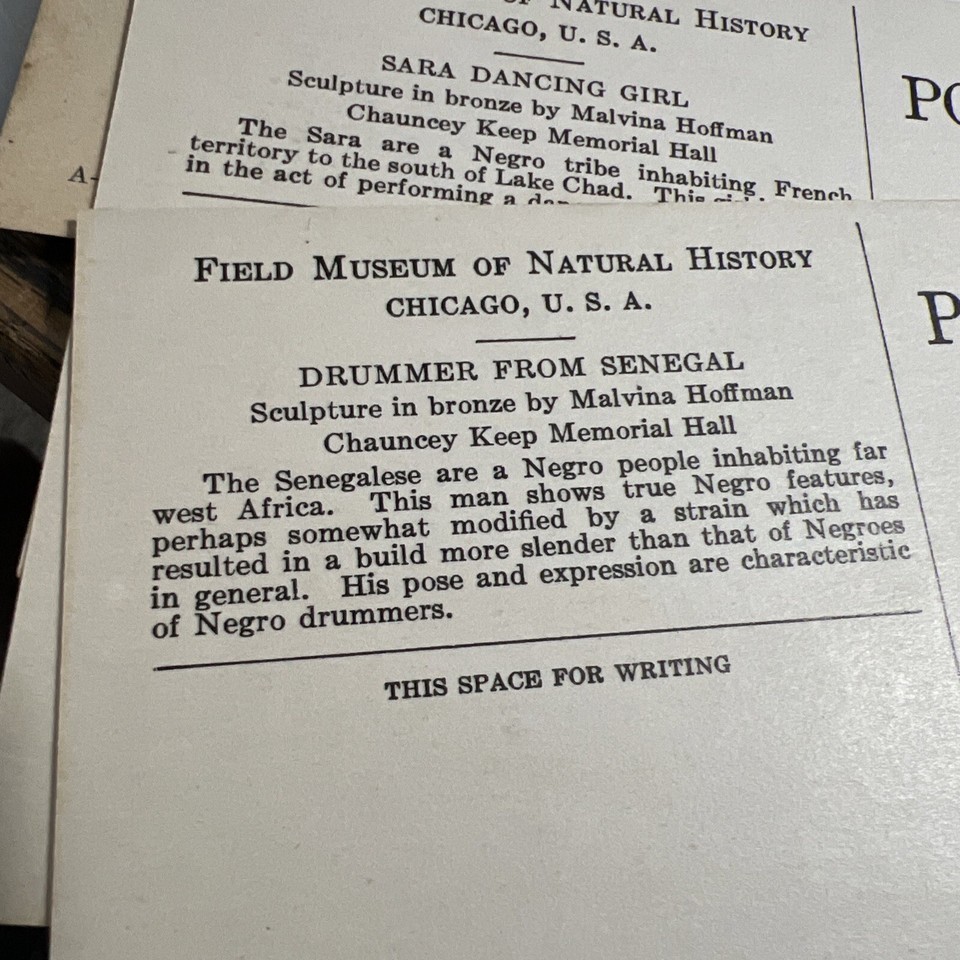 OF NATURAL HISTORY
CHICAGO, U. S. A.
SARA DANCING GIRL
Sculpture in bronze by Malvina Hoffman
Chauncey Keep Memorial Hall
The Sara are a Negro tribe inhabiting French
territory to the south of Lake Chad. This
in the act of performing a
A-
FIELD MUSEUM OF NATURAL HISTORY
CHICAGO, U. S. A.
DRUMMER FROM SENEGAL
Sculpture in bronze by Malvina Hoffman
Chauncey Keep Memorial Hall
The Senegalese are a Negro people inhabiting far
west Africa. This man shows true Negro features,
perhaps somewhat modified by a strain which has
resulted in a build more slender than that of Negroes
in general. His pose and expression are characteristic
of Negro drummers.
THIS SPACE FOR WRITING